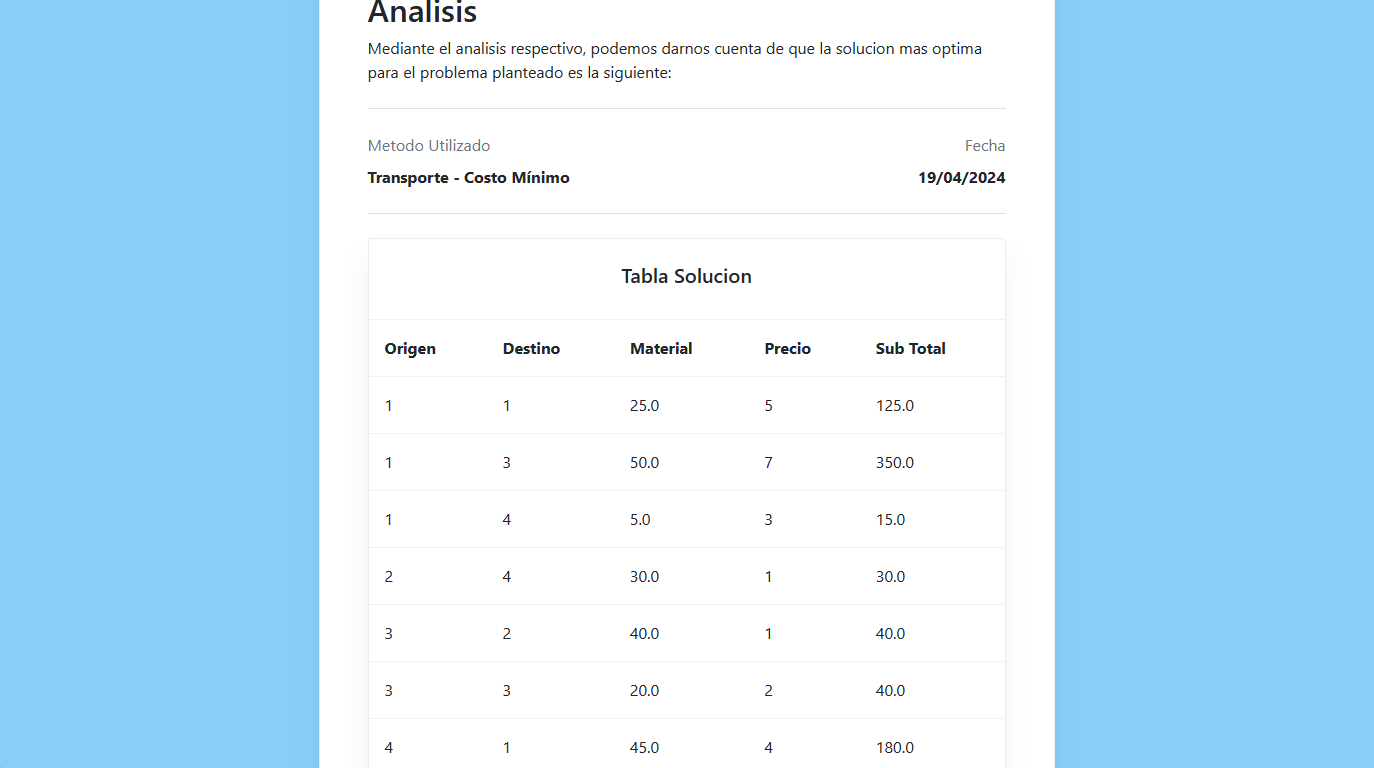 Analisis
Mediante el analisis respectivo, podemos darnos cuenta de que la solucion mas optima
para el problema planteado es la siguiente:
Metodo Utilizado Fecha
Transporte - Costo Mínimo 19/04/2024
Tabla Solucion
Origen Destino Material Precio Sub Total
1 1 25.0 5 125.0
1 3 50.0 7 350.0
1 4 5.0 3 15.0
2 4 30.0 1 30.0
3 2 40.0 1 40.0
3 3 20.0 2 40.0
4 1 45.0 4 180.0